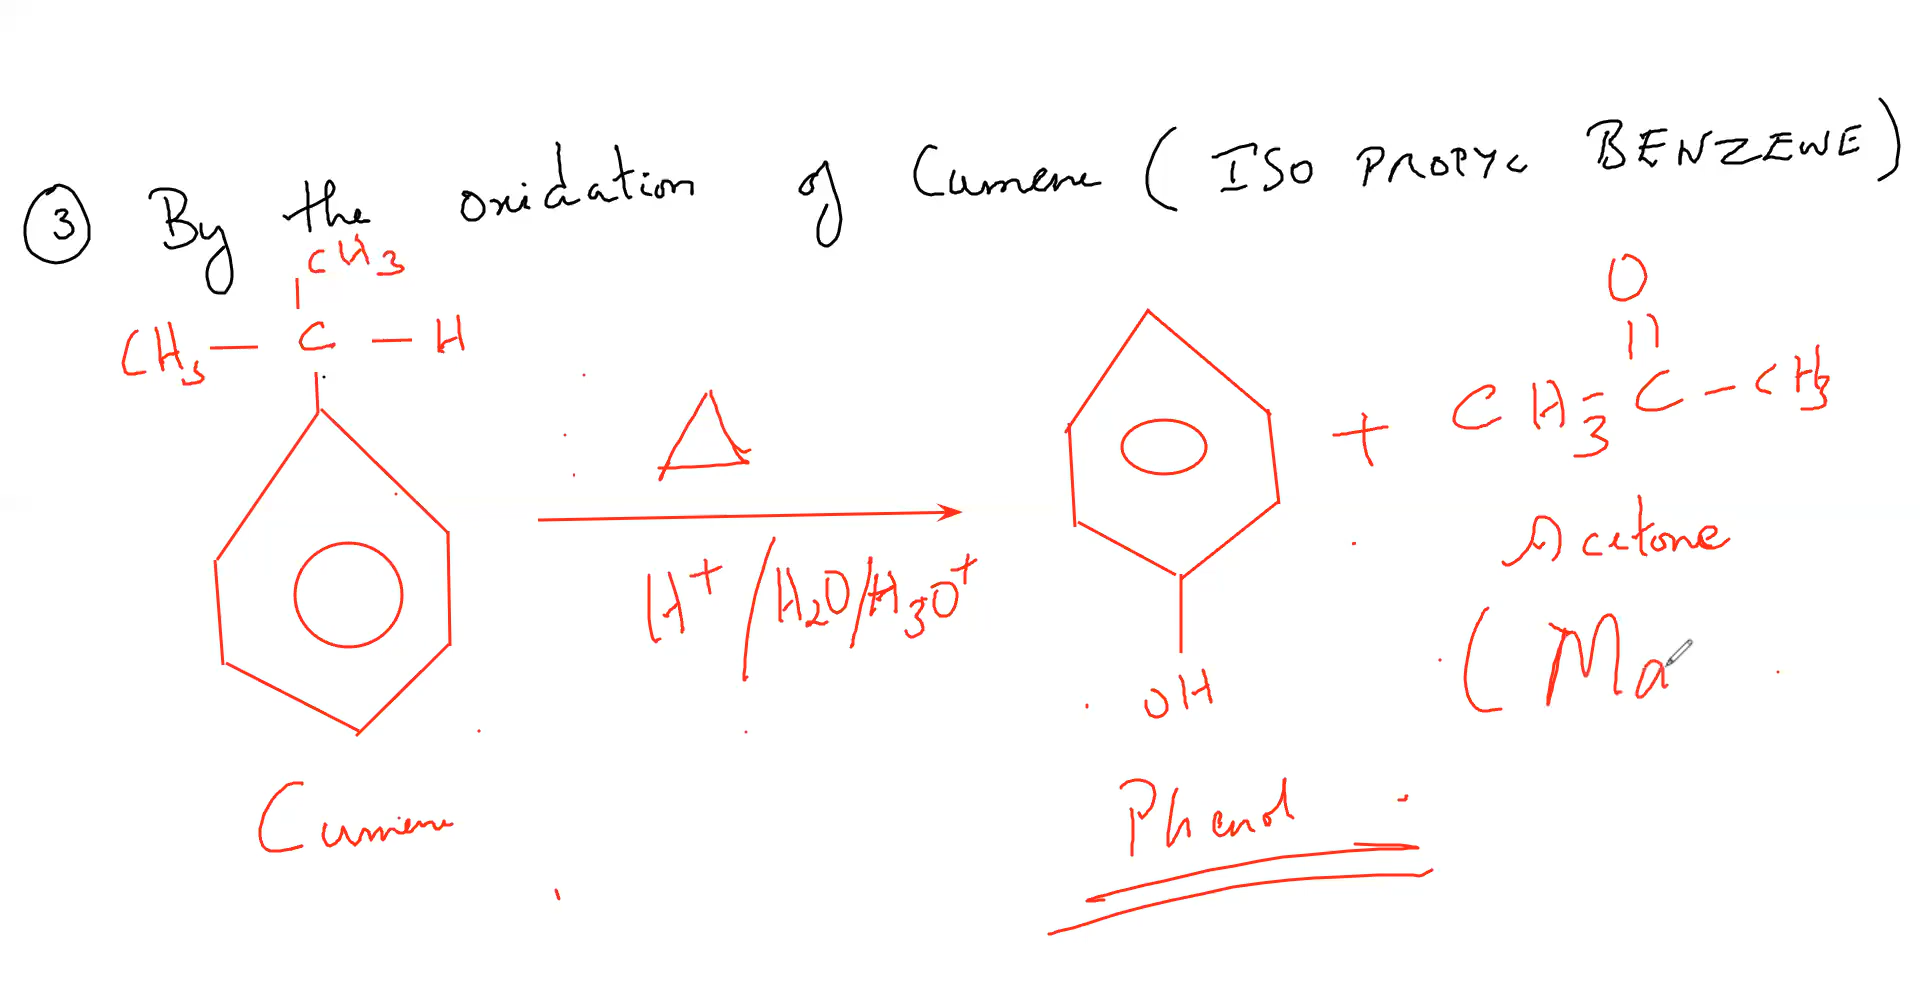 ③ By the oxidation of Cumene (ISO PROPYL BENZENE)
CH3
CH3 — C — H
O
CH3 - C - CH3
+
Acetone
H+ / H2O / H3O+
(Ma
OH
Cumene
Phenol